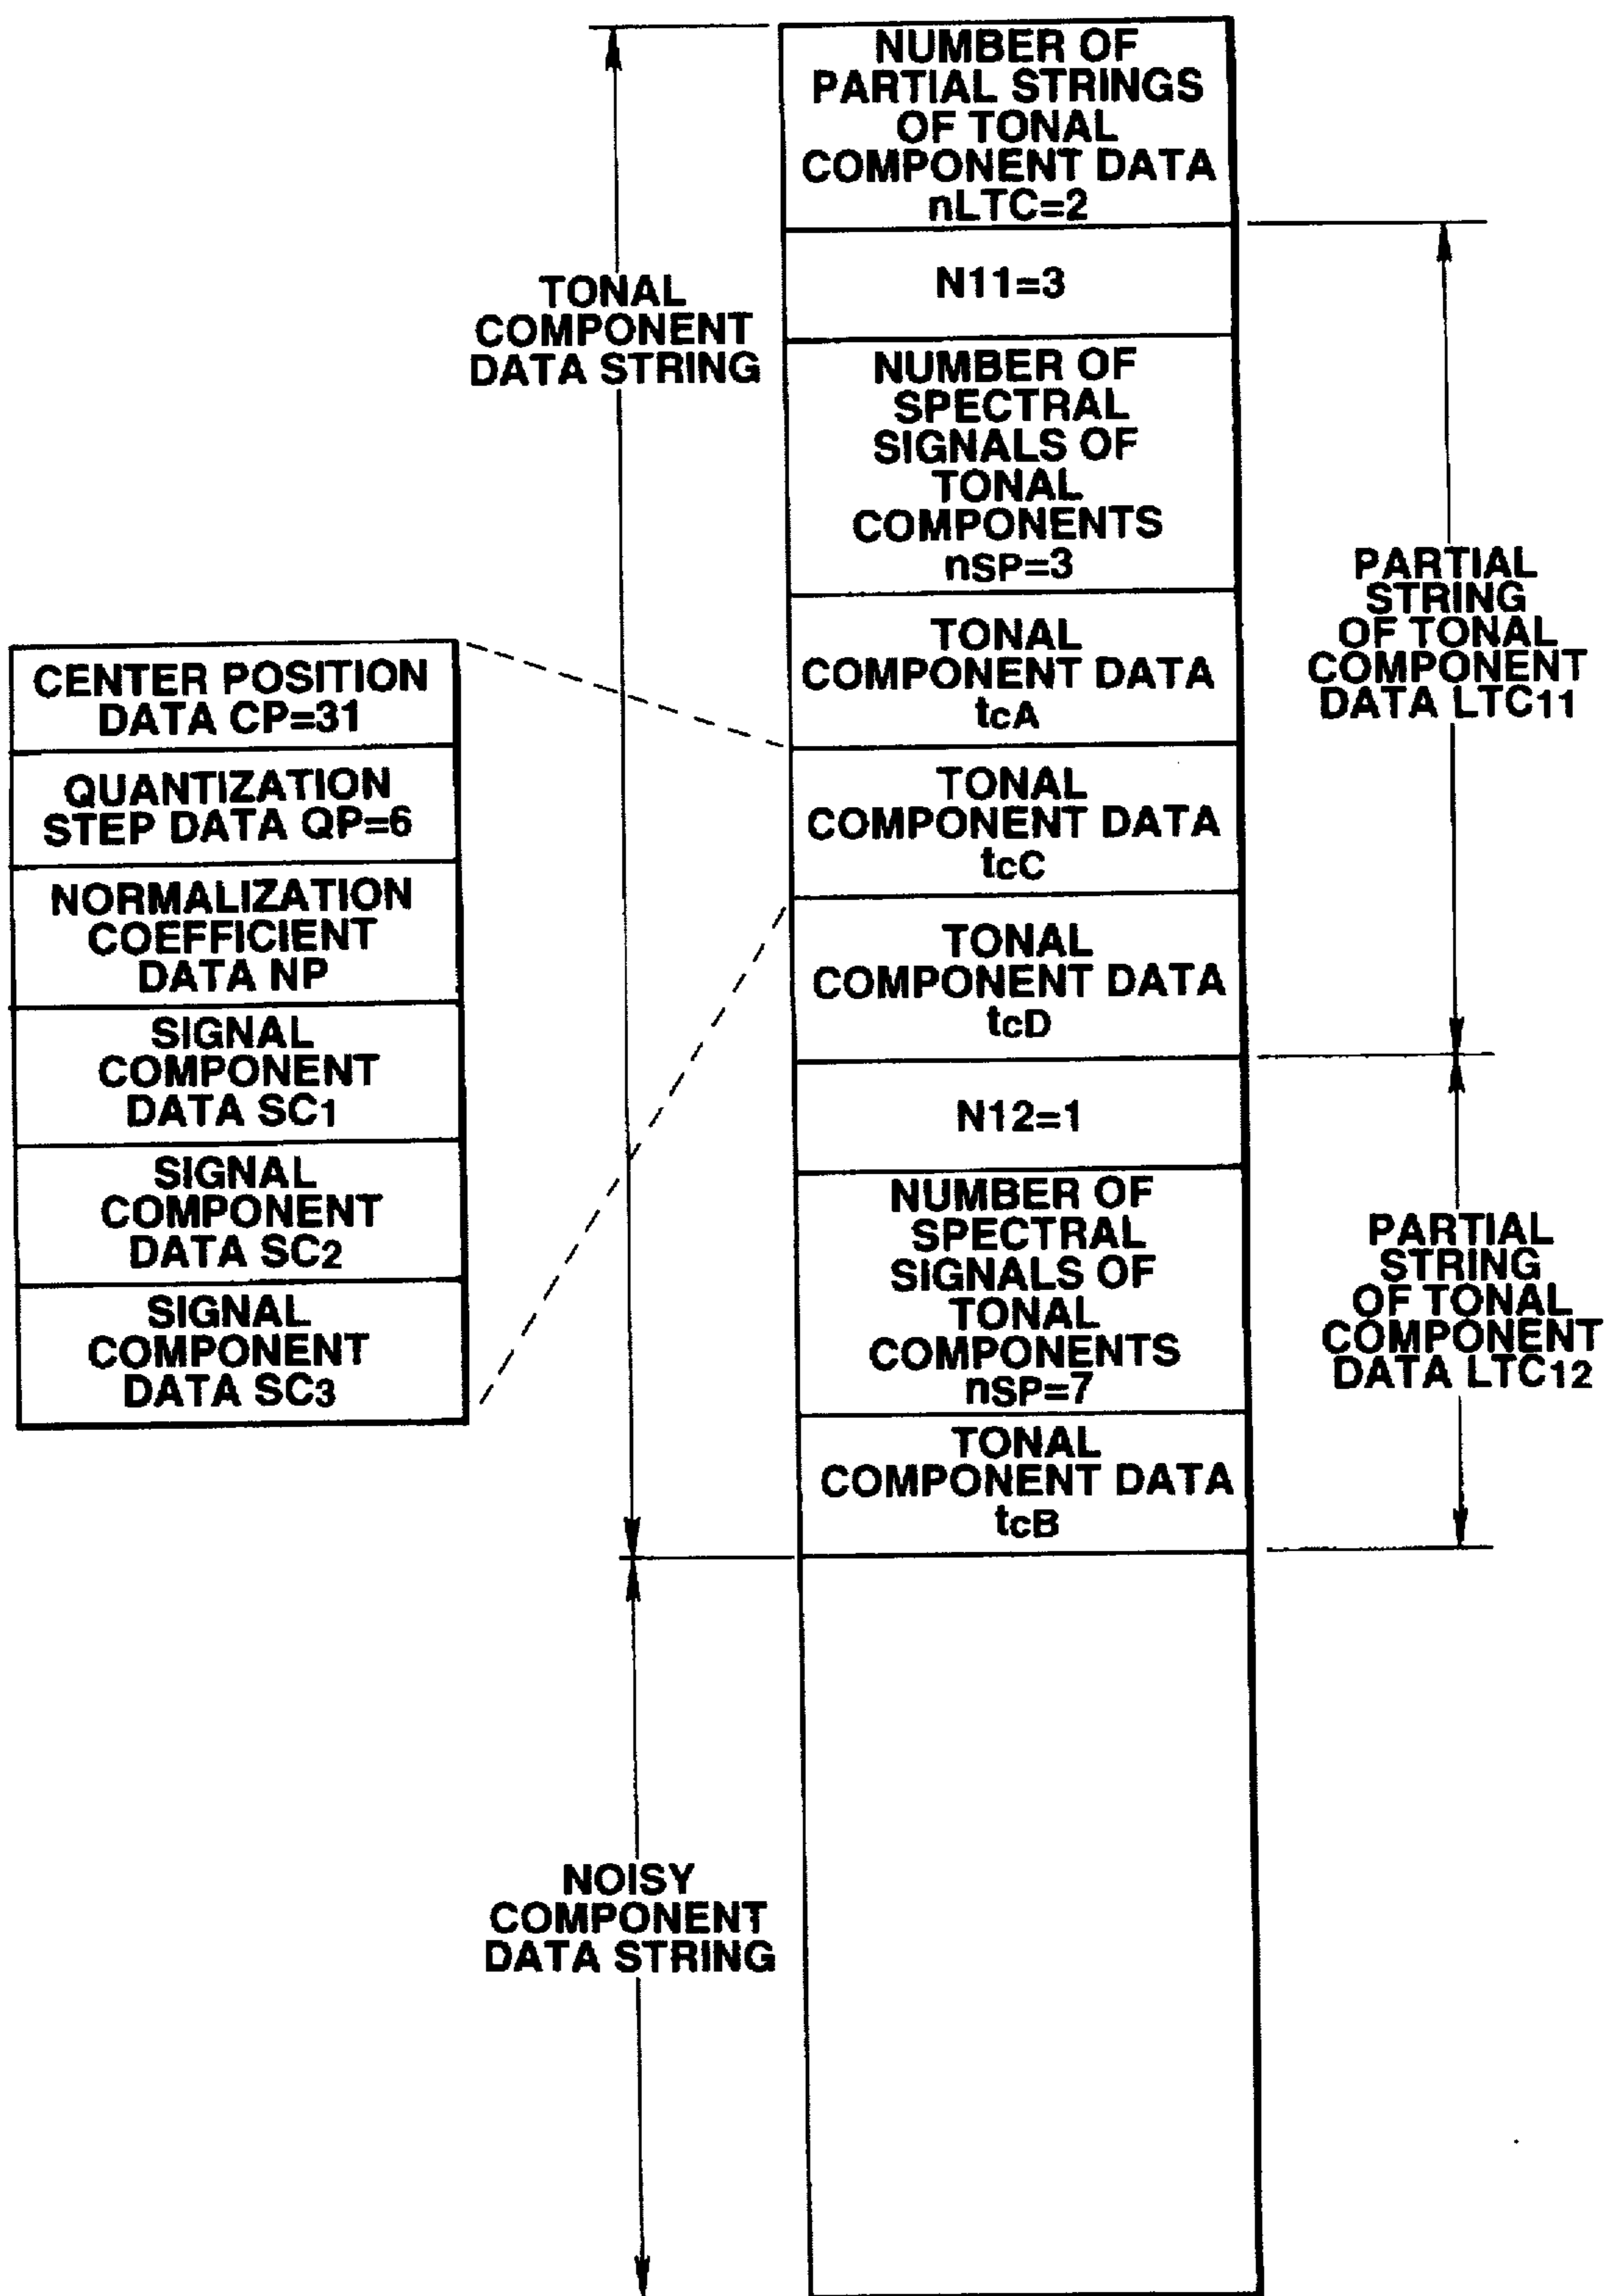 NUMBER OF
PARTIAL STRINGS
OF TONAL
COMPONENT DATA
nLTC=2
N11=3
NUMBER OF
SPECTRAL
SIGNALS OF
TONAL
COMPONENTS
nSP=3
TONAL
COMPONENT DATA
tcA
TONAL
COMPONENT DATA
tcC
TONAL
COMPONENT DATA
tcD
N12=1
NUMBER OF
SPECTRAL
SIGNALS OF
TONAL
COMPONENTS
nSP=7
TONAL
COMPONENT DATA
tcB
TONAL
COMPONENT
DATA STRING
NOISY
COMPONENT
DATA STRING
CENTER POSITION
DATA CP=31
QUANTIZATION
STEP DATA QP=6
NORMALIZATION
COEFFICIENT
DATA NP
SIGNAL
COMPONENT
DATA SC1
SIGNAL
COMPONENT
DATA SC2
SIGNAL
COMPONENT
DATA SC3
PARTIAL
STRING
OF TONAL
COMPONENT
DATA LTC11
PARTIAL
STRING
OF TONAL
COMPONENT
DATA LTC12